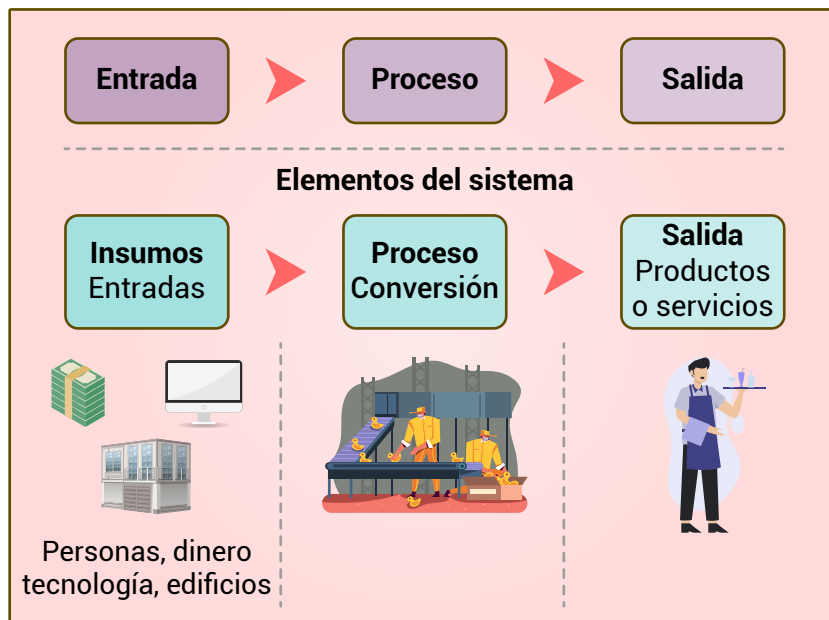 Entrada
Proceso
Salida
Elementos del sistema
Insumos
Entradas
Proceso
Conversión
Salida
Productos
o servicios
Personas, dinero
tecnología, edificios